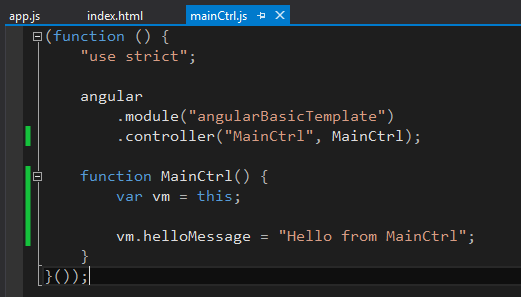 app.js index.html mainCtrl.js
(function () {
    "use strict";

    angular
        .module("angularBasicTemplate")
        .controller("MainCtrl", MainCtrl);

    function MainCtrl() {
        var vm = this;

        vm.helloMessage = "Hello from MainCtrl";
    }
}());